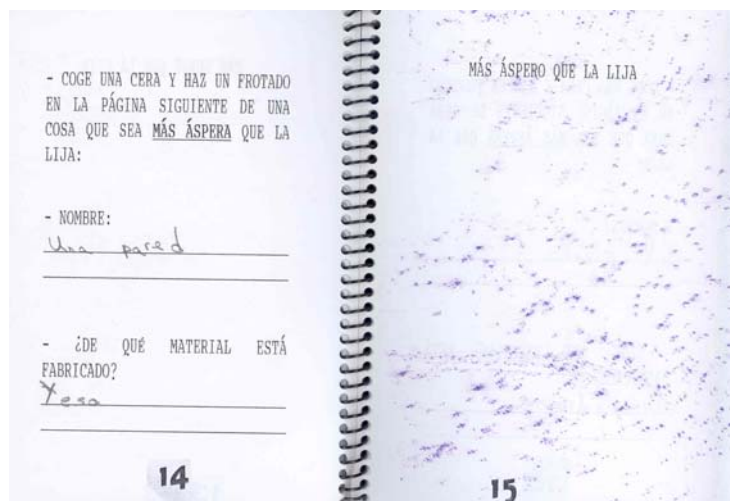 - COGE UNA CERA Y HAZ UN FROTADO
EN LA PÁGINA SIGUIENTE DE UNA
COSA QUE SEA MÁS ÁSPERA QUE LA
LIJA:
- NOMBRE:
Una pared
- ¿DE QUÉ MATERIAL ESTÁ
FABRICADO?
Yeso
14
MÁS ÁSPERO QUE LA LIJA
15